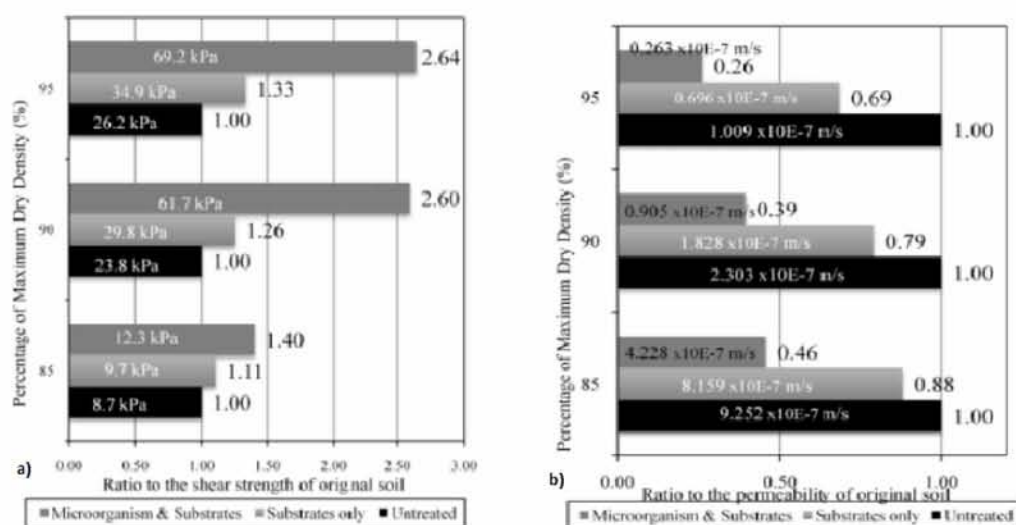 Percentage of Maximum Dry Density (%)
95
69.2 kPa
2.64
34.9 kPa
1.33
26.2 kPa
1.00
90
61.7 kPa
2.60
29.8 kPa
1.26
23.8 kPa
1.00
85
12.3 kPa
1.40
9.7 kPa
1.11
8.7 kPa
1.00
a)
0.00 0.50 1.00 1.50 2.00 2.50 3.00
Ratio to the shear strength of original soil
Microorganism & Substrates Substrates only Untreated
Percentage of Maximum Dry Density (%)
95
0.263 x10E-7 m/s
0.26
0.696 x10E-7 m/s
0.69
1.009 x10E-7 m/s
1.00
90
0.905 x10E-7 m/s
0.39
1.828 x10E-7 m/s
0.79
2.303 x10E-7 m/s
1.00
85
4.228 x10E-7 m/s
0.46
8.159 x10E-7 m/s
0.88
9.252 x10E-7 m/s
1.00
b)
0.00 0.50 1.00
Ratio to the permeability of original soil
Microorganism & Substrates Substrates only Untreated